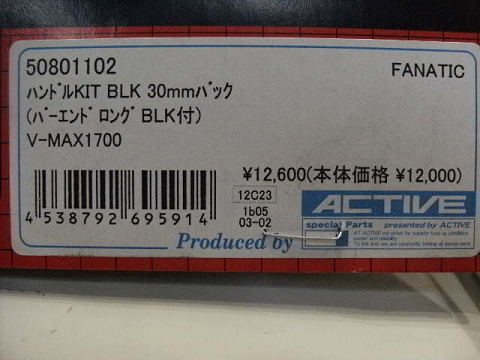 50801102
FANATIC
ﾊﾝﾄﾞﾙKIT BLK 30mmﾊﾞｯｸ
(ﾊﾞｰｴﾝﾄﾞ ﾛﾝｸﾞ BLK付)
V-MAX1700
¥12,600(本体価格 ¥12,000)
12C23
1b05
03-02
4 538792 695914
ACTIVE
special Parts presented by ACTIVE
Produced by